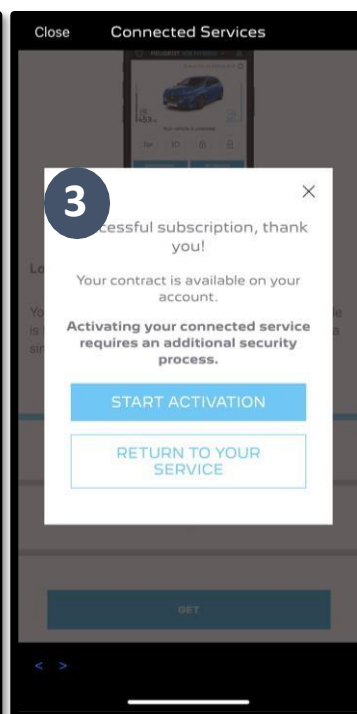 Close Connected Services
3
cessful subscription, thank
you!
Your contract is available on your
account.
Activating your connected service
requires an additional security
process.
START ACTIVATION
RETURN TO YOUR
SERVICE
GET
< >